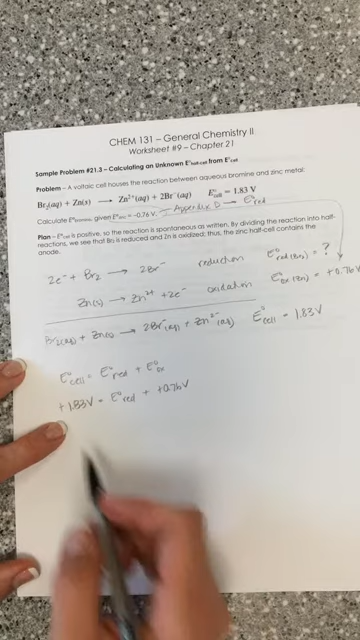 CHEM 131 – General Chemistry II
Worksheet #9 – Chapter 21
Sample Problem #21.3 – Calculating an Unknown E°half-cell from E°cell
Problem – A voltaic cell houses the reaction between aqueous bromine and zinc metal:
Br₂(aq) + Zn(s) ⟶ Zn²⁺(aq) + 2Br⁻(aq) E°cell = 1.83 V
Calculate E°bromine, given E°zinc = –0.76 V. – Appendix D → E°red
Plan – E°cell is positive, so the reaction is spontaneous as written. By dividing the reaction into half-
reactions, we see that Br₂ is reduced and Zn is oxidized; thus, the zinc half-cell contains the
anode.
2e⁻ + Br₂ → 2Br⁻ reduction E°red(Br₂) = ?
Zn(s) → Zn²⁺ + 2e⁻ oxidation E°ox(Zn) = +0.76V
Br₂(aq) + Zn(s) → 2Br⁻(aq) + Zn²⁺(aq) E°cell = 1.83V
E°cell = E°red + E°ox
+1.83V = E°red + +0.76V